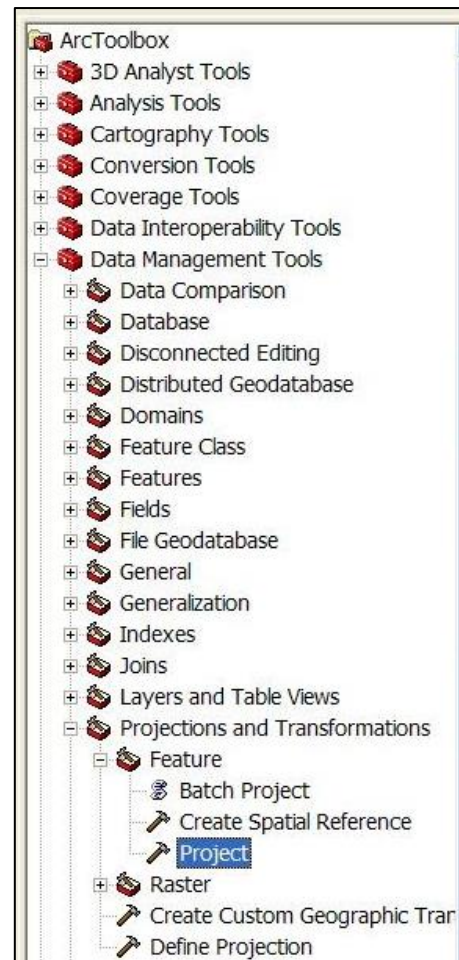 ArcToolbox
3D Analyst Tools
Analysis Tools
Cartography Tools
Conversion Tools
Coverage Tools
Data Interoperability Tools
Data Management Tools
Data Comparison
Database
Disconnected Editing
Distributed Geodatabase
Domains
Feature Class
Features
Fields
File Geodatabase
General
Generalization
Indexes
Joins
Layers and Table Views
Projections and Transformations
Feature
Batch Project
Create Spatial Reference
Project
Raster
Create Custom Geographic Tran
Define Projection